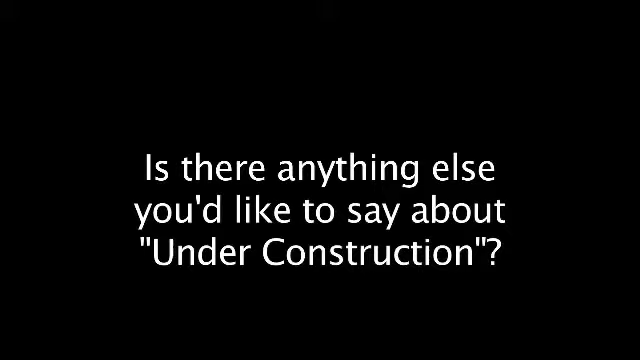 Is there anything else
you'd like to say about
"Under Construction"?